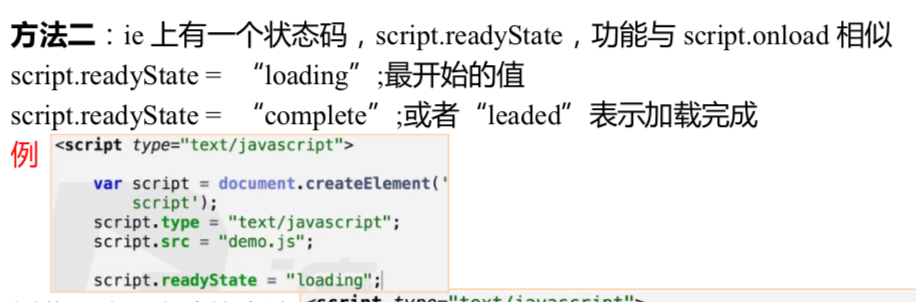 方法二：ie 上有一个状态码，script.readyState，功能与 script.onload 相似
script.readyState = “loading”;最开始的值
script.readyState = “complete”;或者“leaded”表示加载完成
例
<script type="text/javascript">
var script = document.createElement('
script');
script.type = "text/javascript";
script.src = "demo.js";
script.readyState = "loading";
<script type="text/javascript">